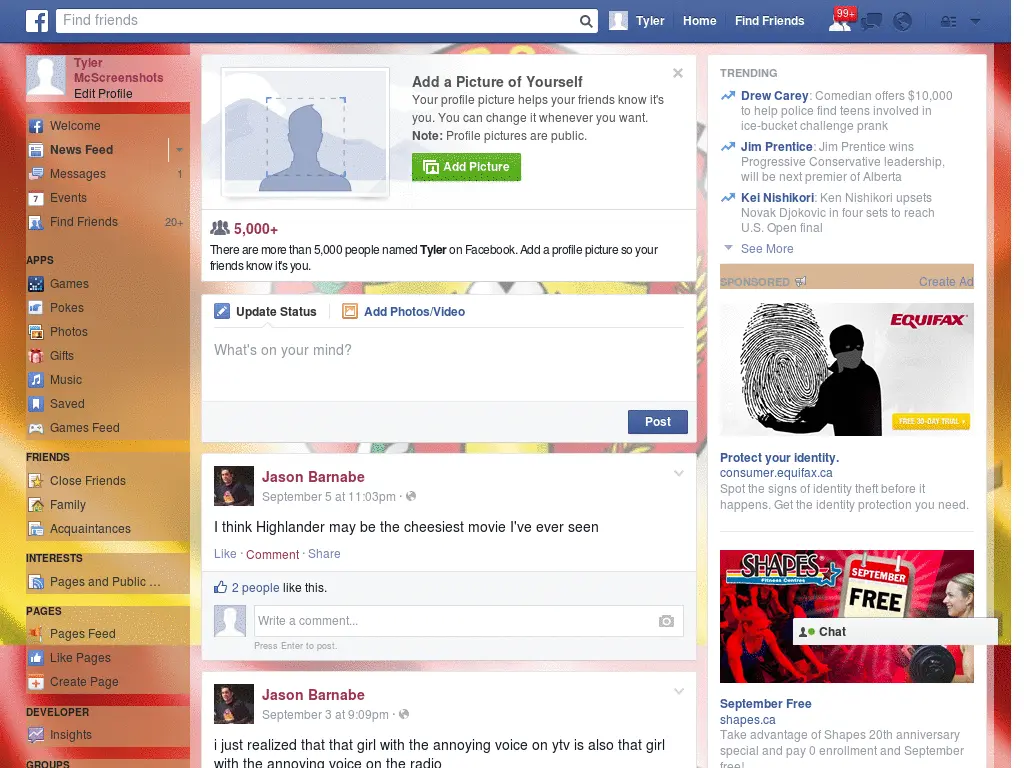 Find friends
Tyler
Home
Find Friends
99+
Tyler
McScreenshots
Edit Profile
Welcome
News Feed
Messages 1
Events
Find Friends 20+
APPS
Games
Pokes
Photos
Gifts
Music
Saved
Games Feed
FRIENDS
Close Friends
Family
Acquaintances
INTERESTS
Pages and Public ...
PAGES
Pages Feed
Like Pages
Create Page
DEVELOPER
Insights
GROUPS
Add a Picture of Yourself
Your profile picture helps your friends know it's
you. You can change it whenever you want.
Note: Profile pictures are public.
Add Picture
5,000+
There are more than 5,000 people named Tyler on Facebook. Add a profile picture so your
friends know it's you.
Update Status
Add Photos/Video
What's on your mind?
Post
Jason Barnabe
September 5 at 11:03pm ·
I think Highlander may be the cheesiest movie I've ever seen
Like · Comment · Share
2 people like this.
Write a comment...
Press Enter to post.
Jason Barnabe
September 3 at 9:09pm ·
i just realized that that girl with the annoying voice on ytv is also that girl
with the annoying voice on the radio
TRENDING
Drew Carey: Comedian offers $10,000
to help police find teens involved in
ice-bucket challenge prank
Jim Prentice: Jim Prentice wins
Progressive Conservative leadership,
will be next premier of Alberta
Kei Nishikori: Ken Nishikori upsets
Novak Djokovic in four sets to reach
U.S. Open final
See More
SPONSORED
Create Ad
EQUIFAX
FREE 30-DAY TRIAL >
Protect your identity.
consumer.equifax.ca
Spot the signs of identity theft before it
happens. Get the identity protection you need.
SHAPES
Fitness Centres
SEPTEMBER
FREE
Chat
September Free
shapes.ca
Take advantage of Shapes 20th anniversary
special and pay 0 enrollment and September
free!